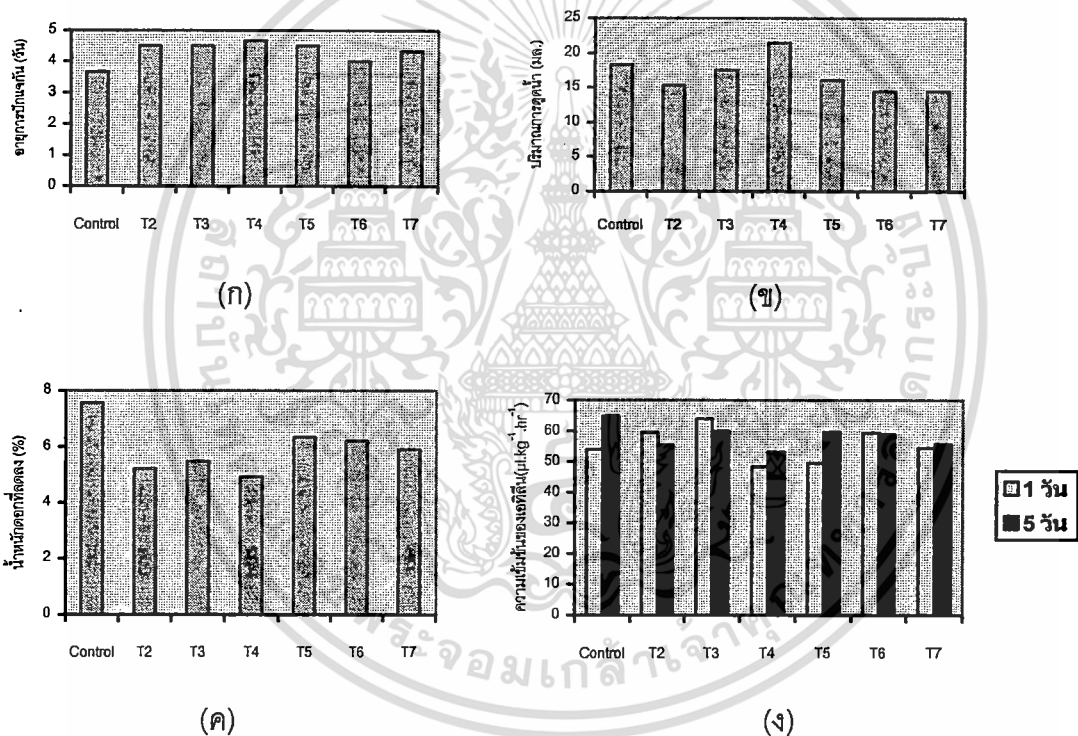 อายุการปักแจกัน (วัน)
5
4
3
2
1
0
Control T2 T3 T4 T5 T6 T7
(ก)
ปริมาณการดูดน้ำ (มล.)
25
20
15
10
5
0
Control T2 T3 T4 T5 T6 T7
(ข)
น้ำหนักดอกที่ลดลง (%)
8
6
4
2
0
Control T2 T3 T4 T5 T6 T7
(ค)
ความเข้มข้นของเอทิลีน(µl.kg⁻¹.hr⁻¹)
70
60
50
40
30
20
10
0
Control T2 T3 T4 T5 T6 T7
(ง)
1 วัน
5 วัน